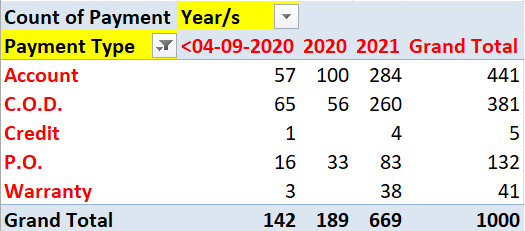 Count of Payment Year/s
Payment Type <04-09-2020 2020 2021 Grand Total
Account 57 100 284 441
C.O.D. 65 56 260 381
Credit 1 4 5
P.O. 16 33 83 132
Warranty 3 38 41
Grand Total 142 189 669 1000